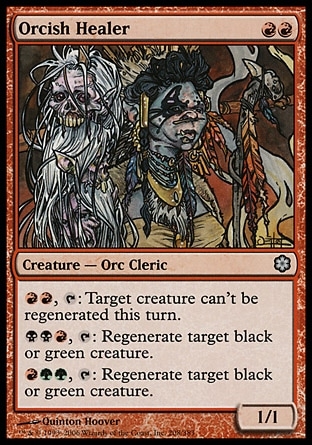 Orcish Healer
Creature — Orc Cleric
, : Target creature can't be
regenerated this turn.
, : Regenerate target black
or green creature.
, : Regenerate target black
or green creature.
Quinton Hoover
1/1